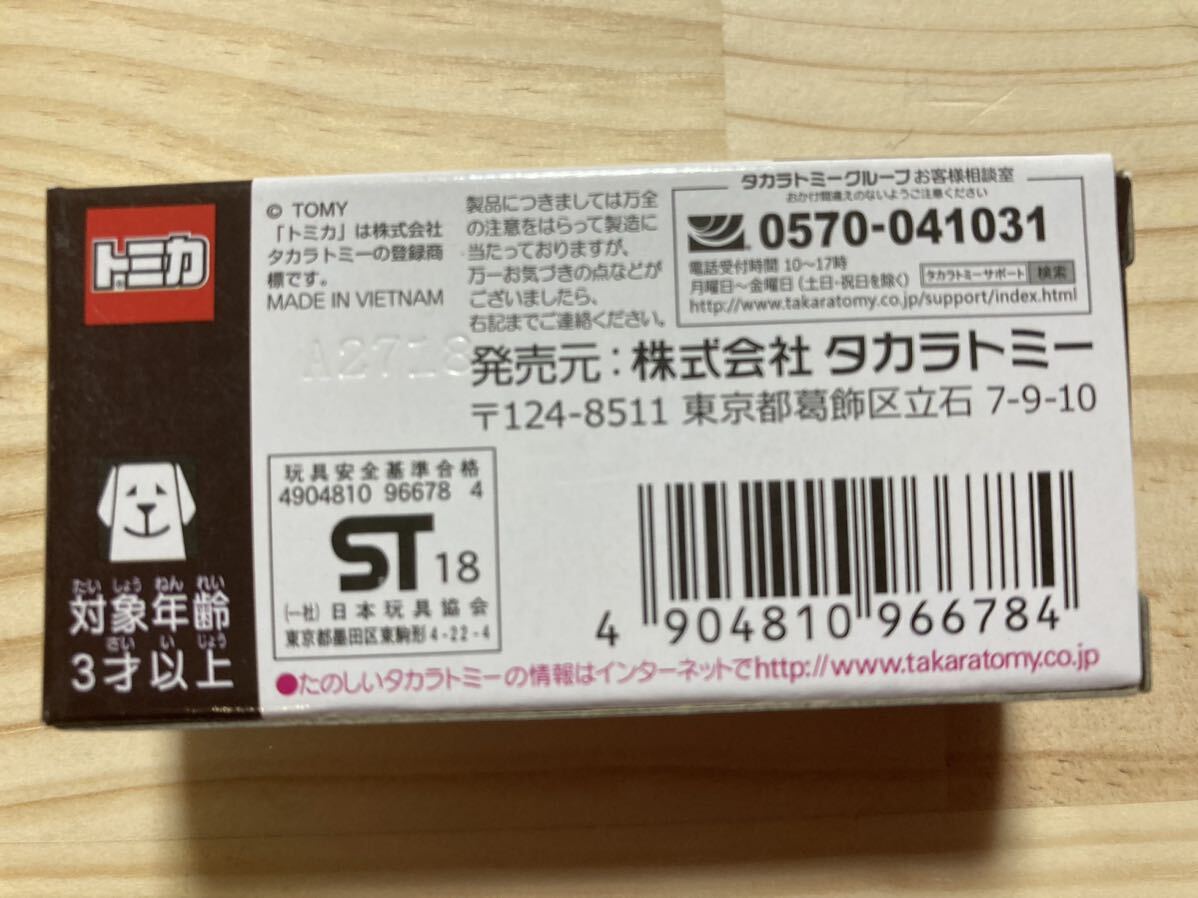 トミカ
®
© TOMY
「トミカ」は株式会社
タカラトミーの登録商
標です。
MADE IN VIETNAM
A2718
製品につきましては万全
の注意をはらって製造に
当たっておりますが、
万一お気づきの点などが
ございましたら、
右記までご連絡ください。
タカラトミーグループ お客様相談室
おかけ間違えのないようご注意ください
0570-041031
電話受付時間 10〜17時
月曜日〜金曜日 (土日・祝日を除く)
タカラトミーサポート 検索
http://www.takaratomy.co.jp/support/index.html
発売元：株式会社 タカラトミー
〒124-8511 東京都葛飾区立石 7-9-10
たい しょう ねん れい
対象年齢
さい い じょう
3才以上
玩具安全基準合格
4904810 96678 4
ST 18
(一社) 日本玩具協会
東京都墨田区東駒形4-22-4
4 904810 966784
●たのしいタカラトミーの情報はインターネットでhttp://www.takaratomy.co.jp